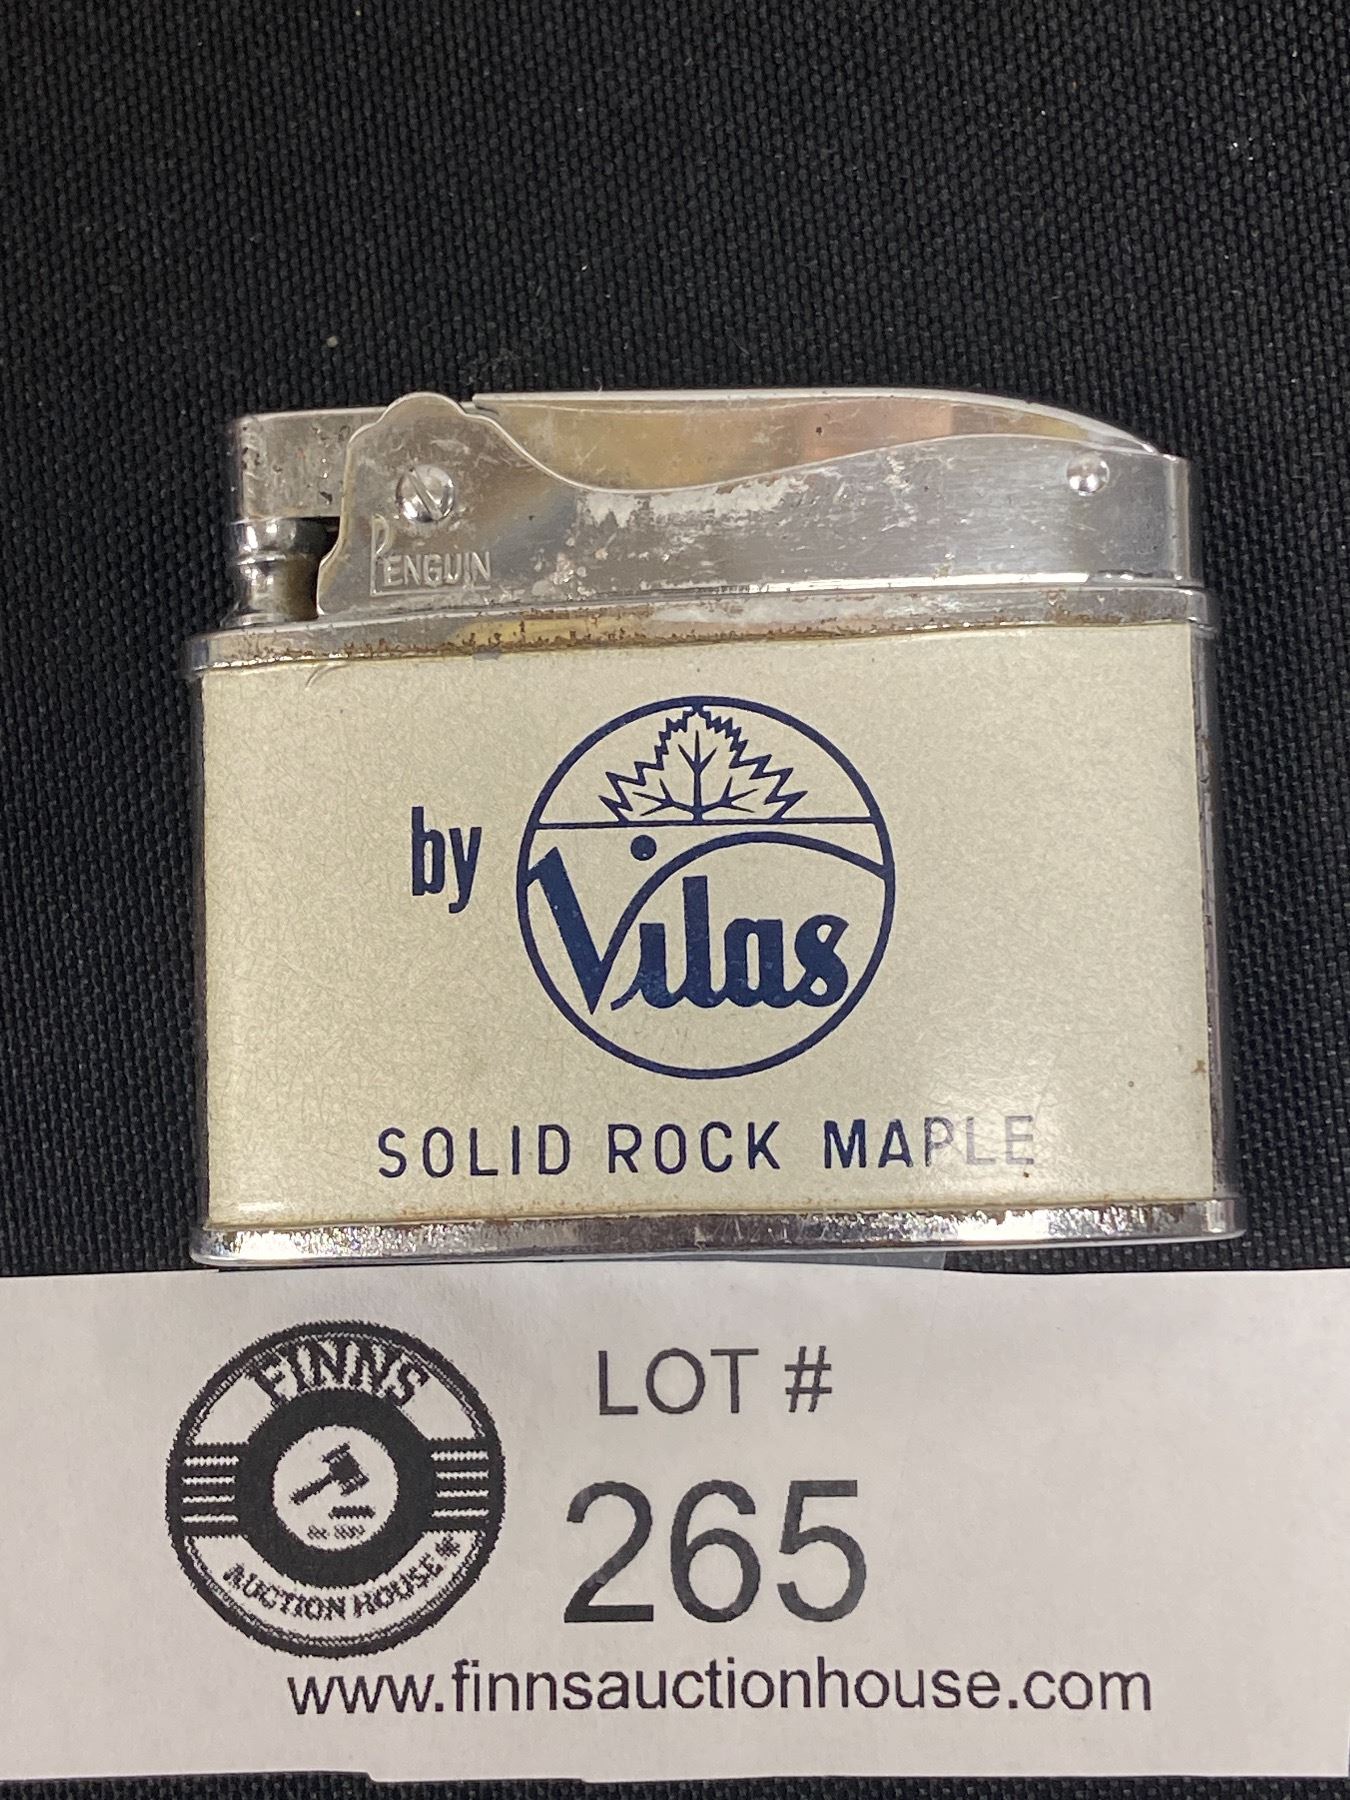 PENGUIN
by
Vilas
SOLID ROCK MAPLE
FINNS
AUCTION HOUSE
LOT #
265
www.finnsauctionhouse.com